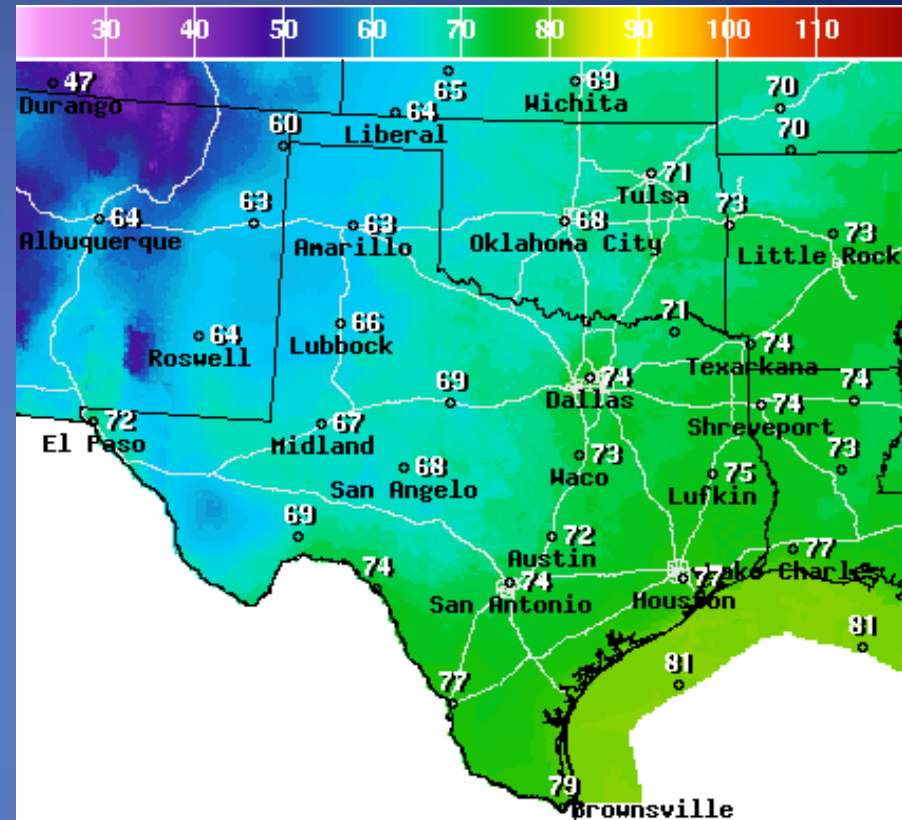 30 40 50 60 70 80 90 100 110
47
Durango
65
69
Wichita
64
Liberal
70
60
70
71
Tulsa
64
Albuquerque
63
63
Amarillo
68
Oklahoma City
73
73
Little Rock
64
Roswell
66
Lubbock
71
74
Texarkana
69
74
Dallas
74
Shreveport
74
72
El Paso
67
Midland
68
San Angelo
73
Waco
75
Lufkin
73
69
72
Austin
77
Lake Charles
74
74
San Antonio
77
Houston
81
81
77
79
Brownsville